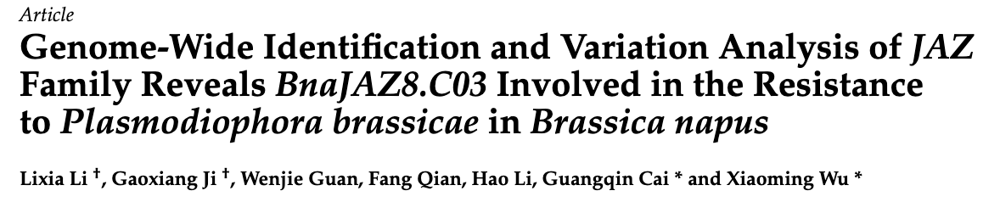 Article
Genome-Wide Identification and Variation Analysis of JAZ
Family Reveals BnaJAZ8.C03 Involved in the Resistance
to Plasmodiophora brassicae in Brassica napus
Lixia Li †, Gaoxiang Ji †, Wenjie Guan, Fang Qian, Hao Li, Guangqin Cai * and Xiaoming Wu *